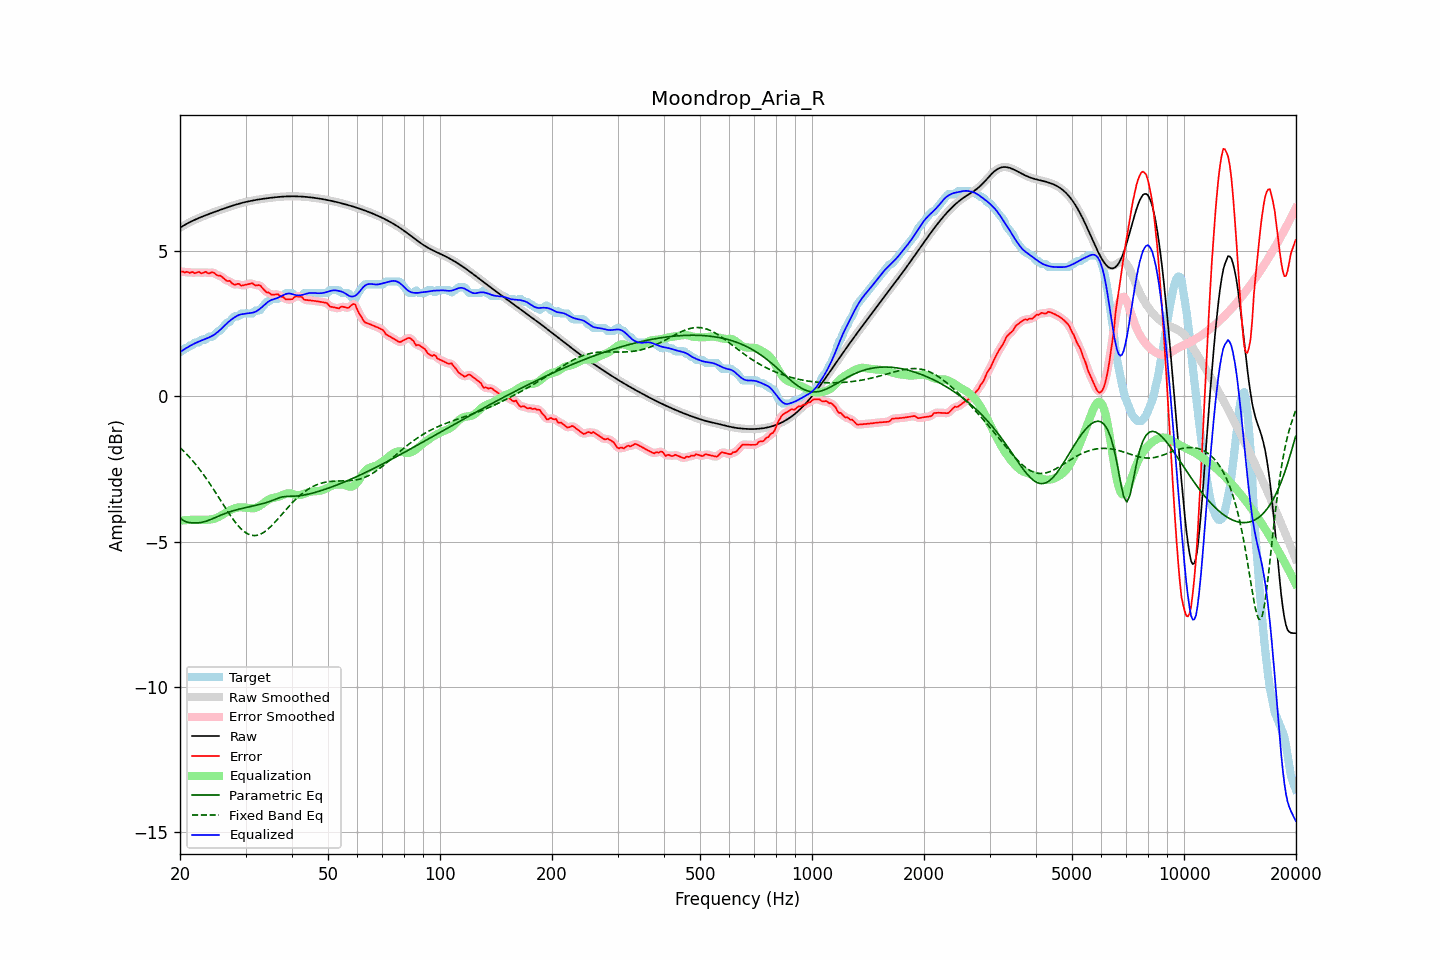 Moondrop_Aria_R
Amplitude (dBr)
5
0
−5
−10
−15
Target
Raw Smoothed
Error Smoothed
Raw
Error
Equalization
Parametric Eq
Fixed Band Eq
Equalized
20 50 100 200 500 1000 2000 5000 10000 20000
Frequency (Hz)